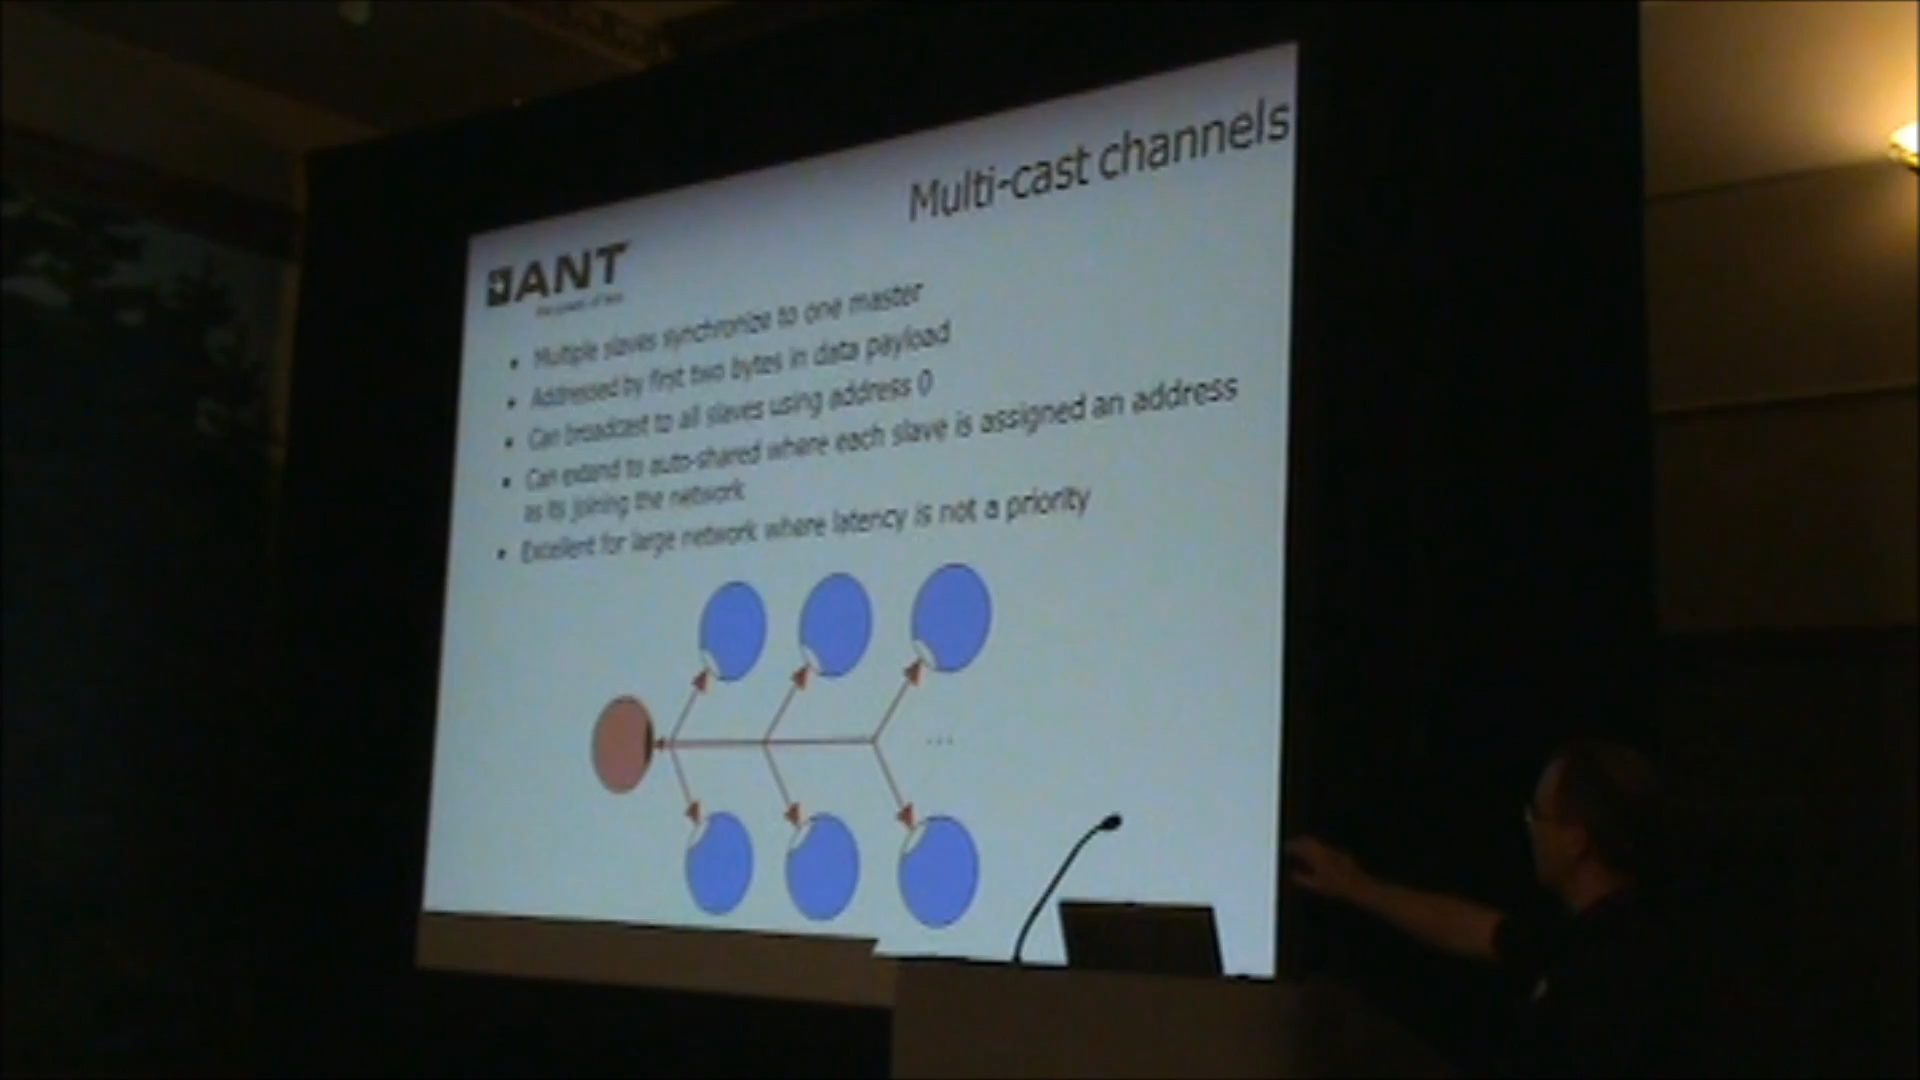 Multi-cast channels
ANT
Multiple slaves synchronize to one master
Addressed by first two bytes in data payload
Can broadcast to all slaves using address 0
Can extend to auto-shared where each slave is assigned an address
as its joining the network
Excellent for large network where latency is not a priority
...